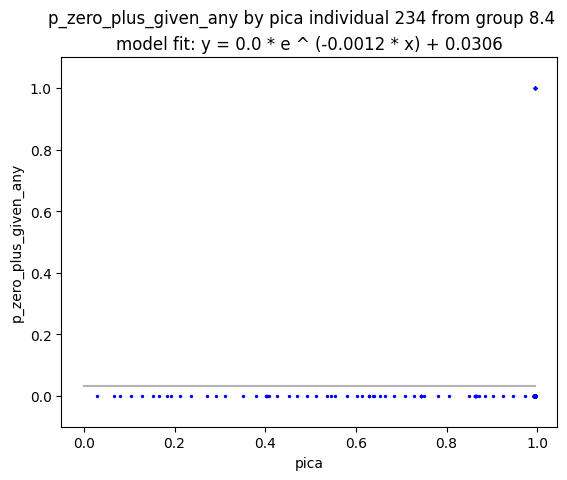 p_zero_plus_given_any by pica individual 234 from group 8.4
model fit: y = 0.0 * e ^ (-0.0012 * x) + 0.0306
1.0
0.8
0.6
0.4
0.2
0.0
p_zero_plus_given_any
0.0 0.2 0.4 0.6 0.8 1.0
pica